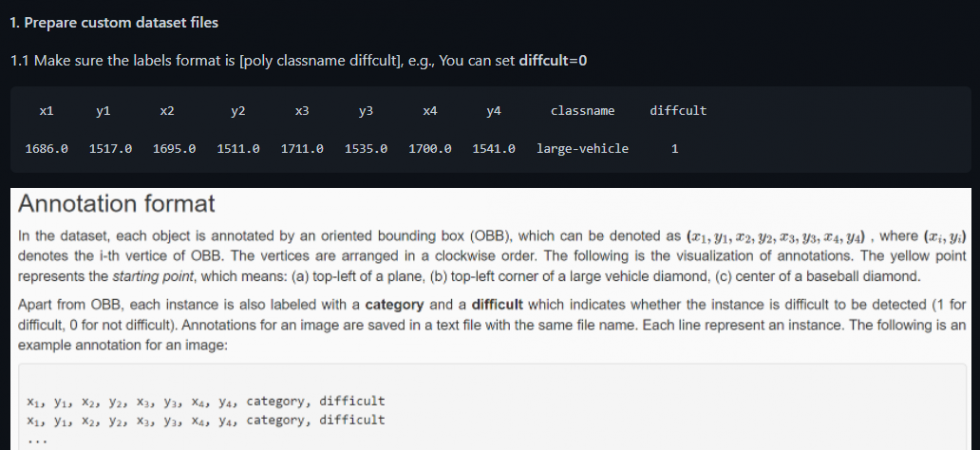 1. Prepare custom dataset files
1.1 Make sure the labels format is [poly classname diffcult], e.g., You can set diffcult=0
x1 y1 x2 y2 x3 y3 x4 y4 classname diffcult
1686.0 1517.0 1695.0 1511.0 1711.0 1535.0 1700.0 1541.0 large-vehicle 1
Annotation format
In the dataset, each object is annotated by an oriented bounding box (OBB), which can be denoted as (x₁, y₁, x₂, y₂, x₃, y₃, x₄, y₄) , where (xᵢ, yᵢ)
denotes the i-th vertice of OBB. The vertices are arranged in a clockwise order. The following is the visualization of annotations. The yellow point
represents the starting point, which means: (a) top-left of a plane, (b) top-left corner of a large vehicle diamond, (c) center of a baseball diamond.
Apart from OBB, each instance is also labeled with a category and a difficult which indicates whether the instance is difficult to be detected (1 for
difficult, 0 for not difficult). Annotations for an image are saved in a text file with the same file name. Each line represent an instance. The following is an
example annotation for an image:
x₁, y₁, x₂, y₂, x₃, y₃, x₄, y₄, category, difficult
x₁, y₁, x₂, y₂, x₃, y₃, x₄, y₄, category, difficult
...